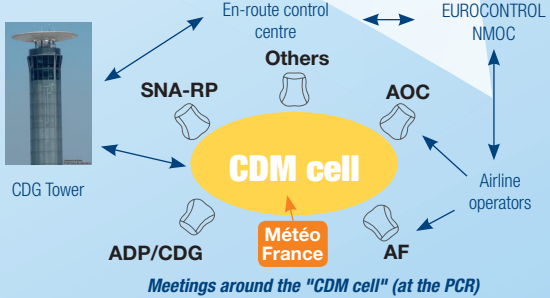 En-route control
centre
EUROCONTROL
NMOC
Others
SNA-RP
AOC
CDM cell
CDG Tower
Airline
operators
Météo
France
ADP/CDG
AF
Meetings around the "CDM cell" (at the PCR)